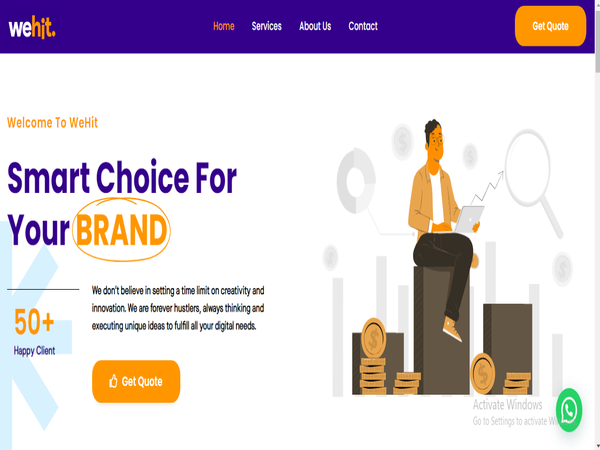 wehit.
Home Services About Us Contact
Get Quote
Welcome To WeHit
Smart Choice For
Your BRAND
50+
Happy Client
We don't believe in setting a time limit on creativity and
innovation. We are forever hustlers, always thinking and
executing unique ideas to fulfill all your digital needs.
Get Quote
Activate Windows
Go to Settings to activate Wi